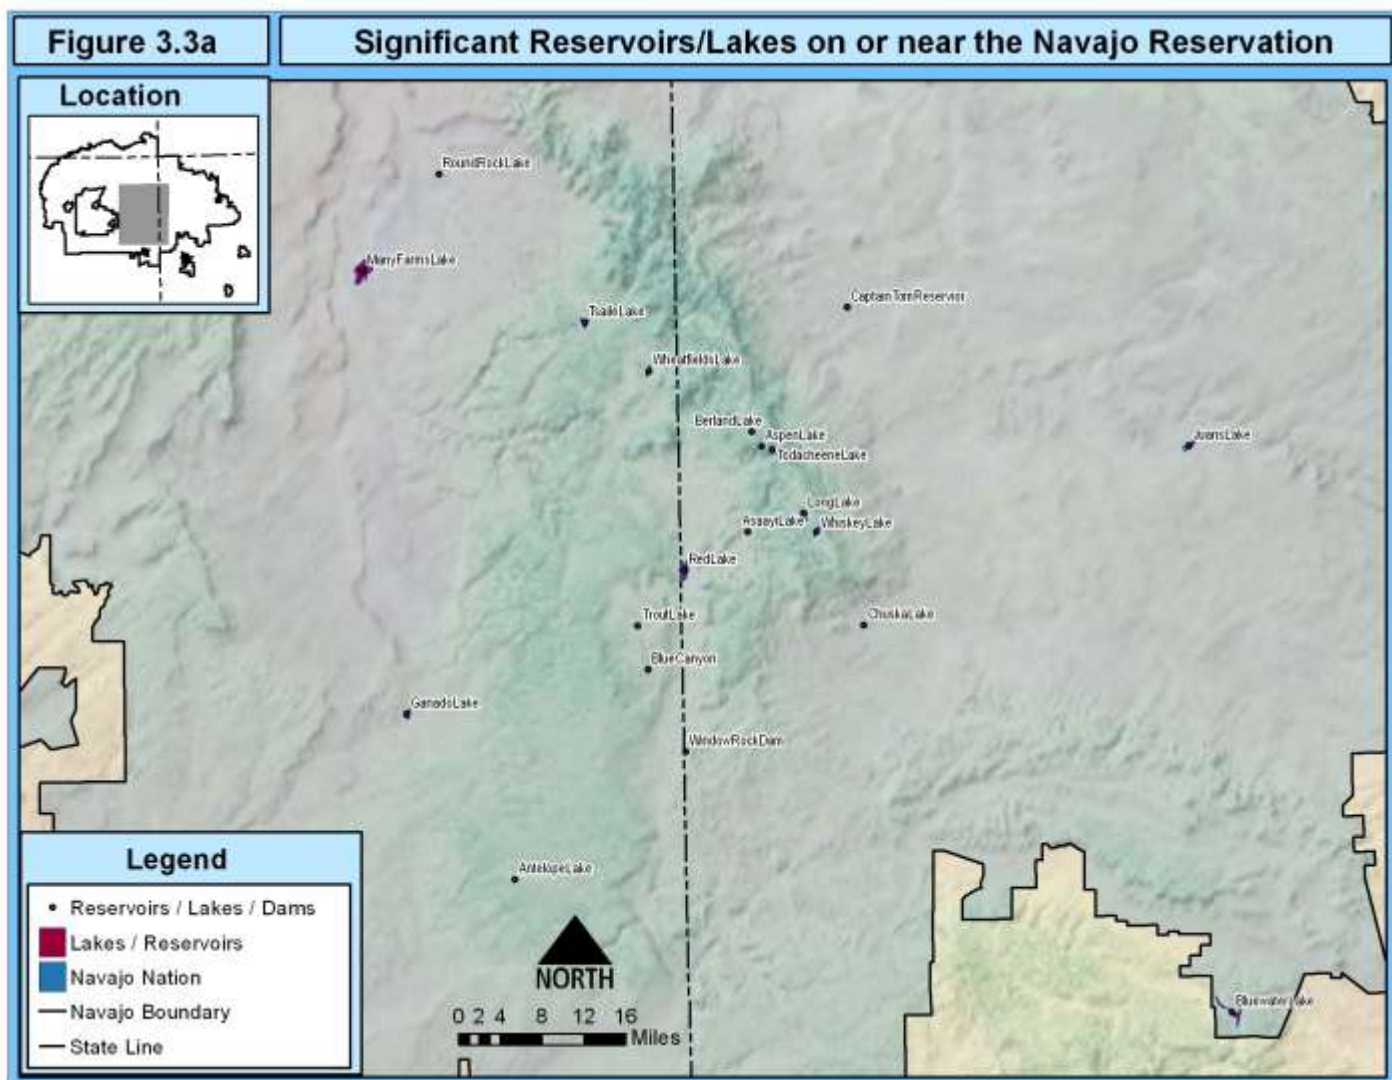 Figure 3.3a
Significant Reservoirs/Lakes on or near the Navajo Reservation
Location
RoundRockLake
ManyFarmsLake
CaptainTomReservior
TsaileLake
WheatfieldsLake
BerlandLake
AspenLake
JuansLake
TodacheeneLake
LongLake
AsaayiLake
WhiskeyLake
RedLake
TroutLake
ChuskaLake
BlueCanyon
GanadoLake
WindowRockDam
AntelopeLake
BluewaterLake
Legend
Reservoirs / Lakes / Dams
Lakes / Reservoirs
Navajo Nation
Navajo Boundary
State Line
NORTH
0 2 4 8 12 16
Miles